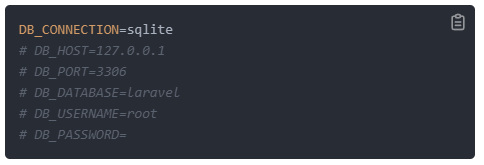 DB_CONNECTION=sqlite
# DB_HOST=127.0.0.1
# DB_PORT=3306
# DB_DATABASE=laravel
# DB_USERNAME=root
# DB_PASSWORD=